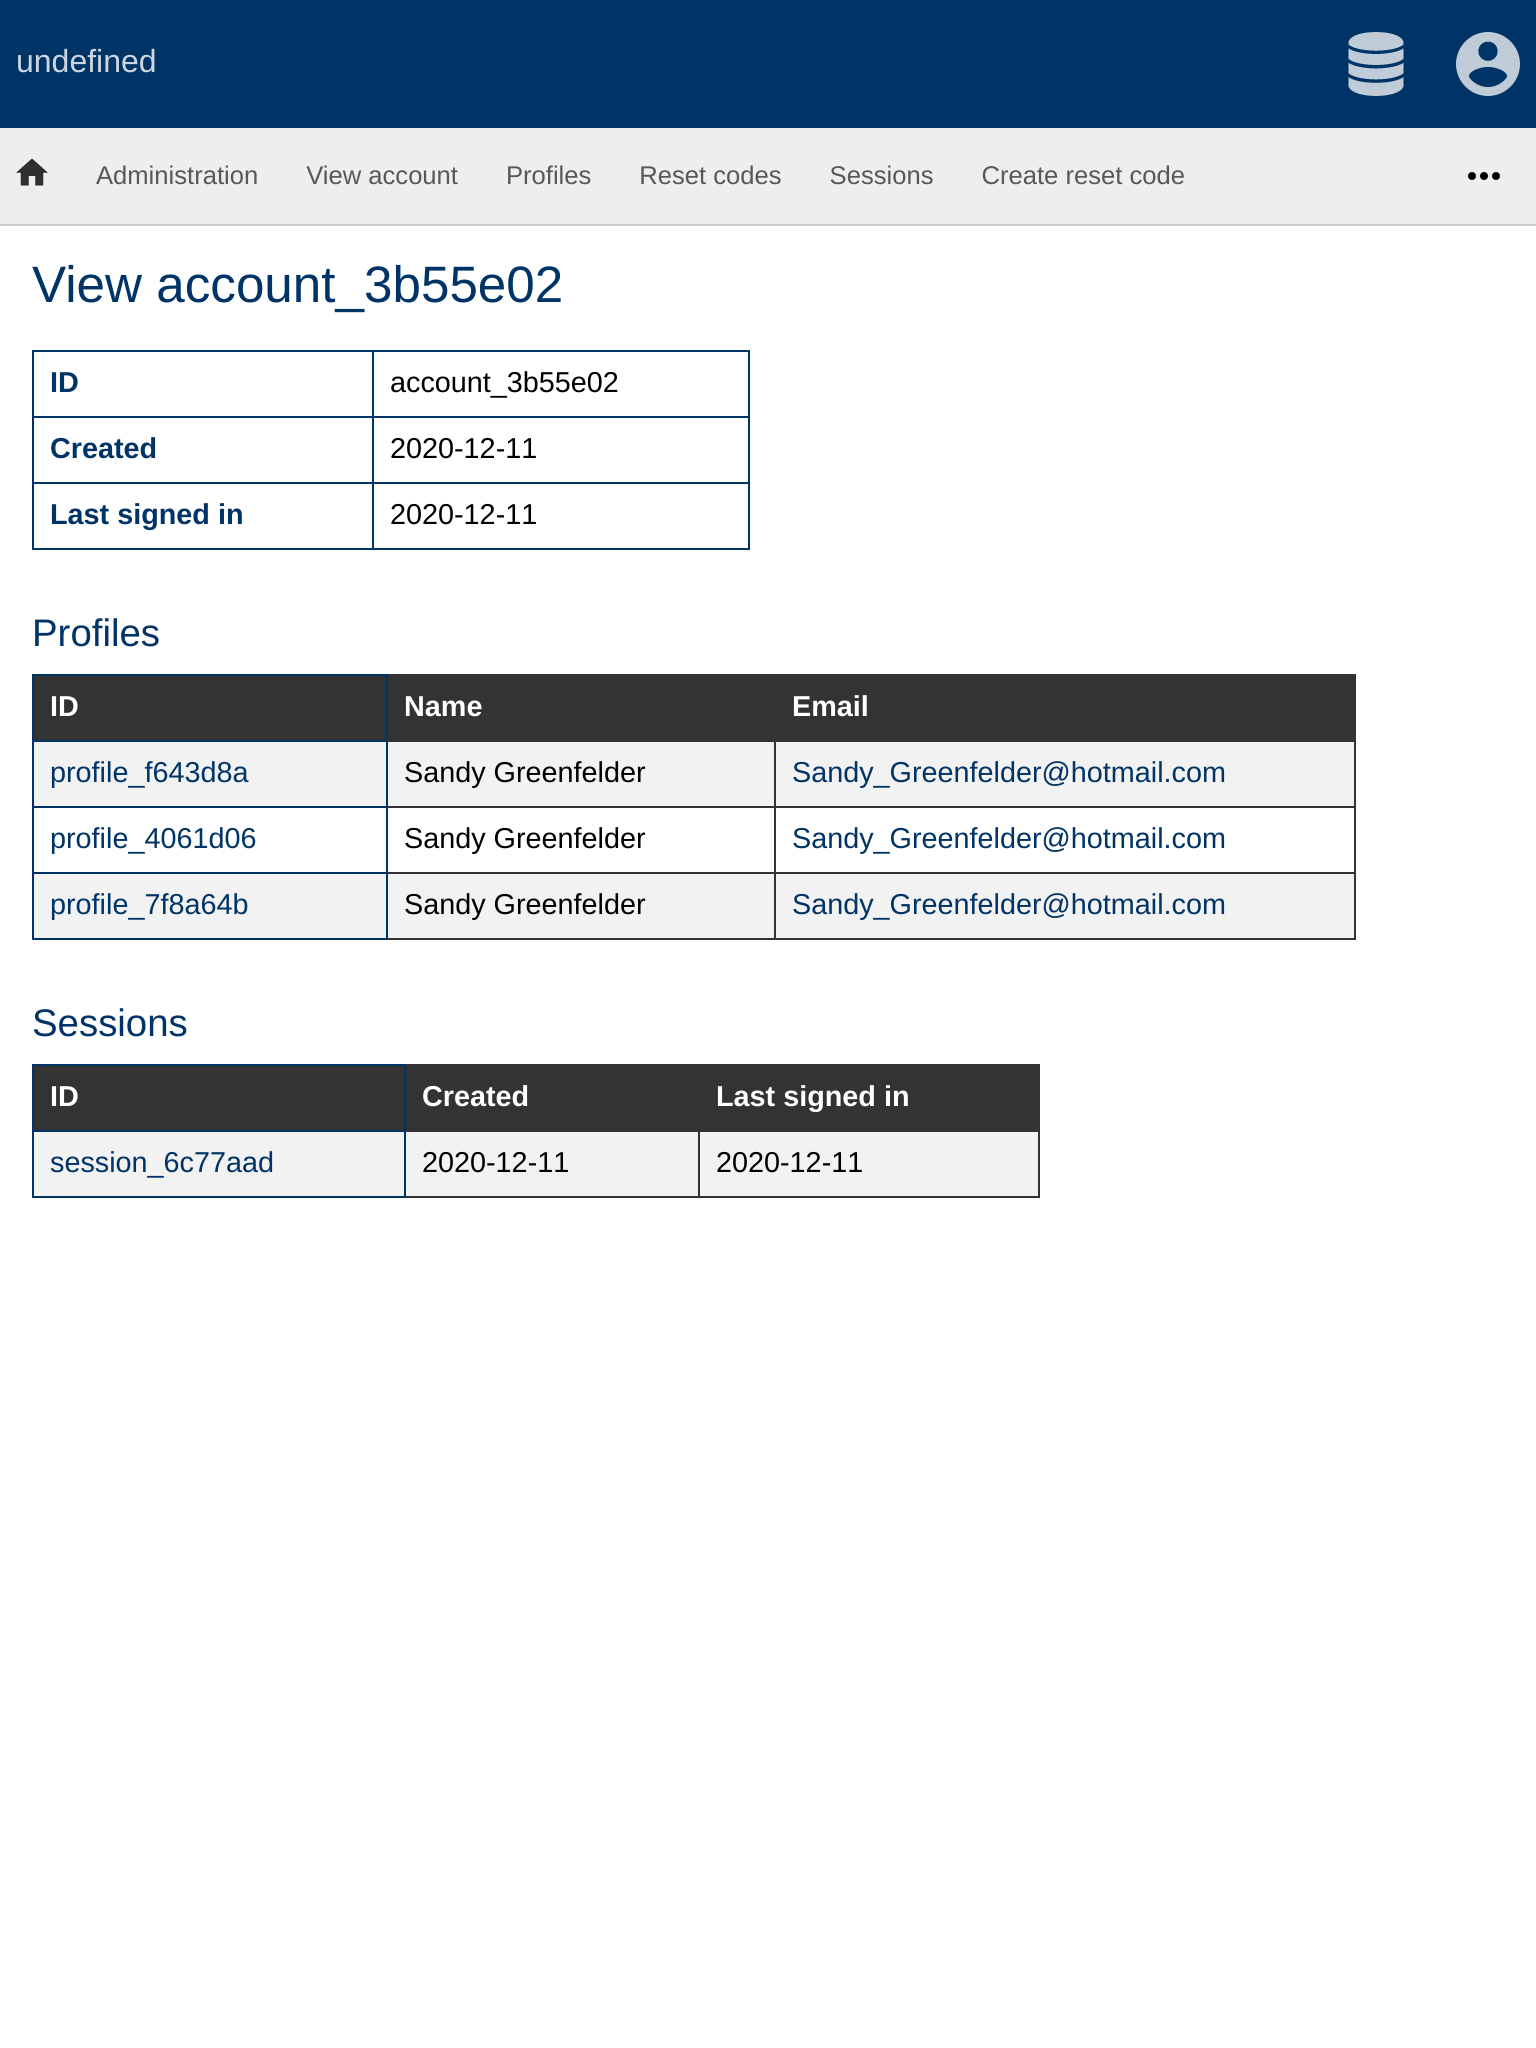 undefined
Administration View account Profiles Reset codes Sessions Create reset code
View account_3b55e02
ID account_3b55e02
Created 2020-12-11
Last signed in 2020-12-11
Profiles
ID Name Email
profile_f643d8a Sandy Greenfelder Sandy_Greenfelder@hotmail.com
profile_4061d06 Sandy Greenfelder Sandy_Greenfelder@hotmail.com
profile_7f8a64b Sandy Greenfelder Sandy_Greenfelder@hotmail.com
Sessions
ID Created Last signed in
session_6c77aad 2020-12-11 2020-12-11